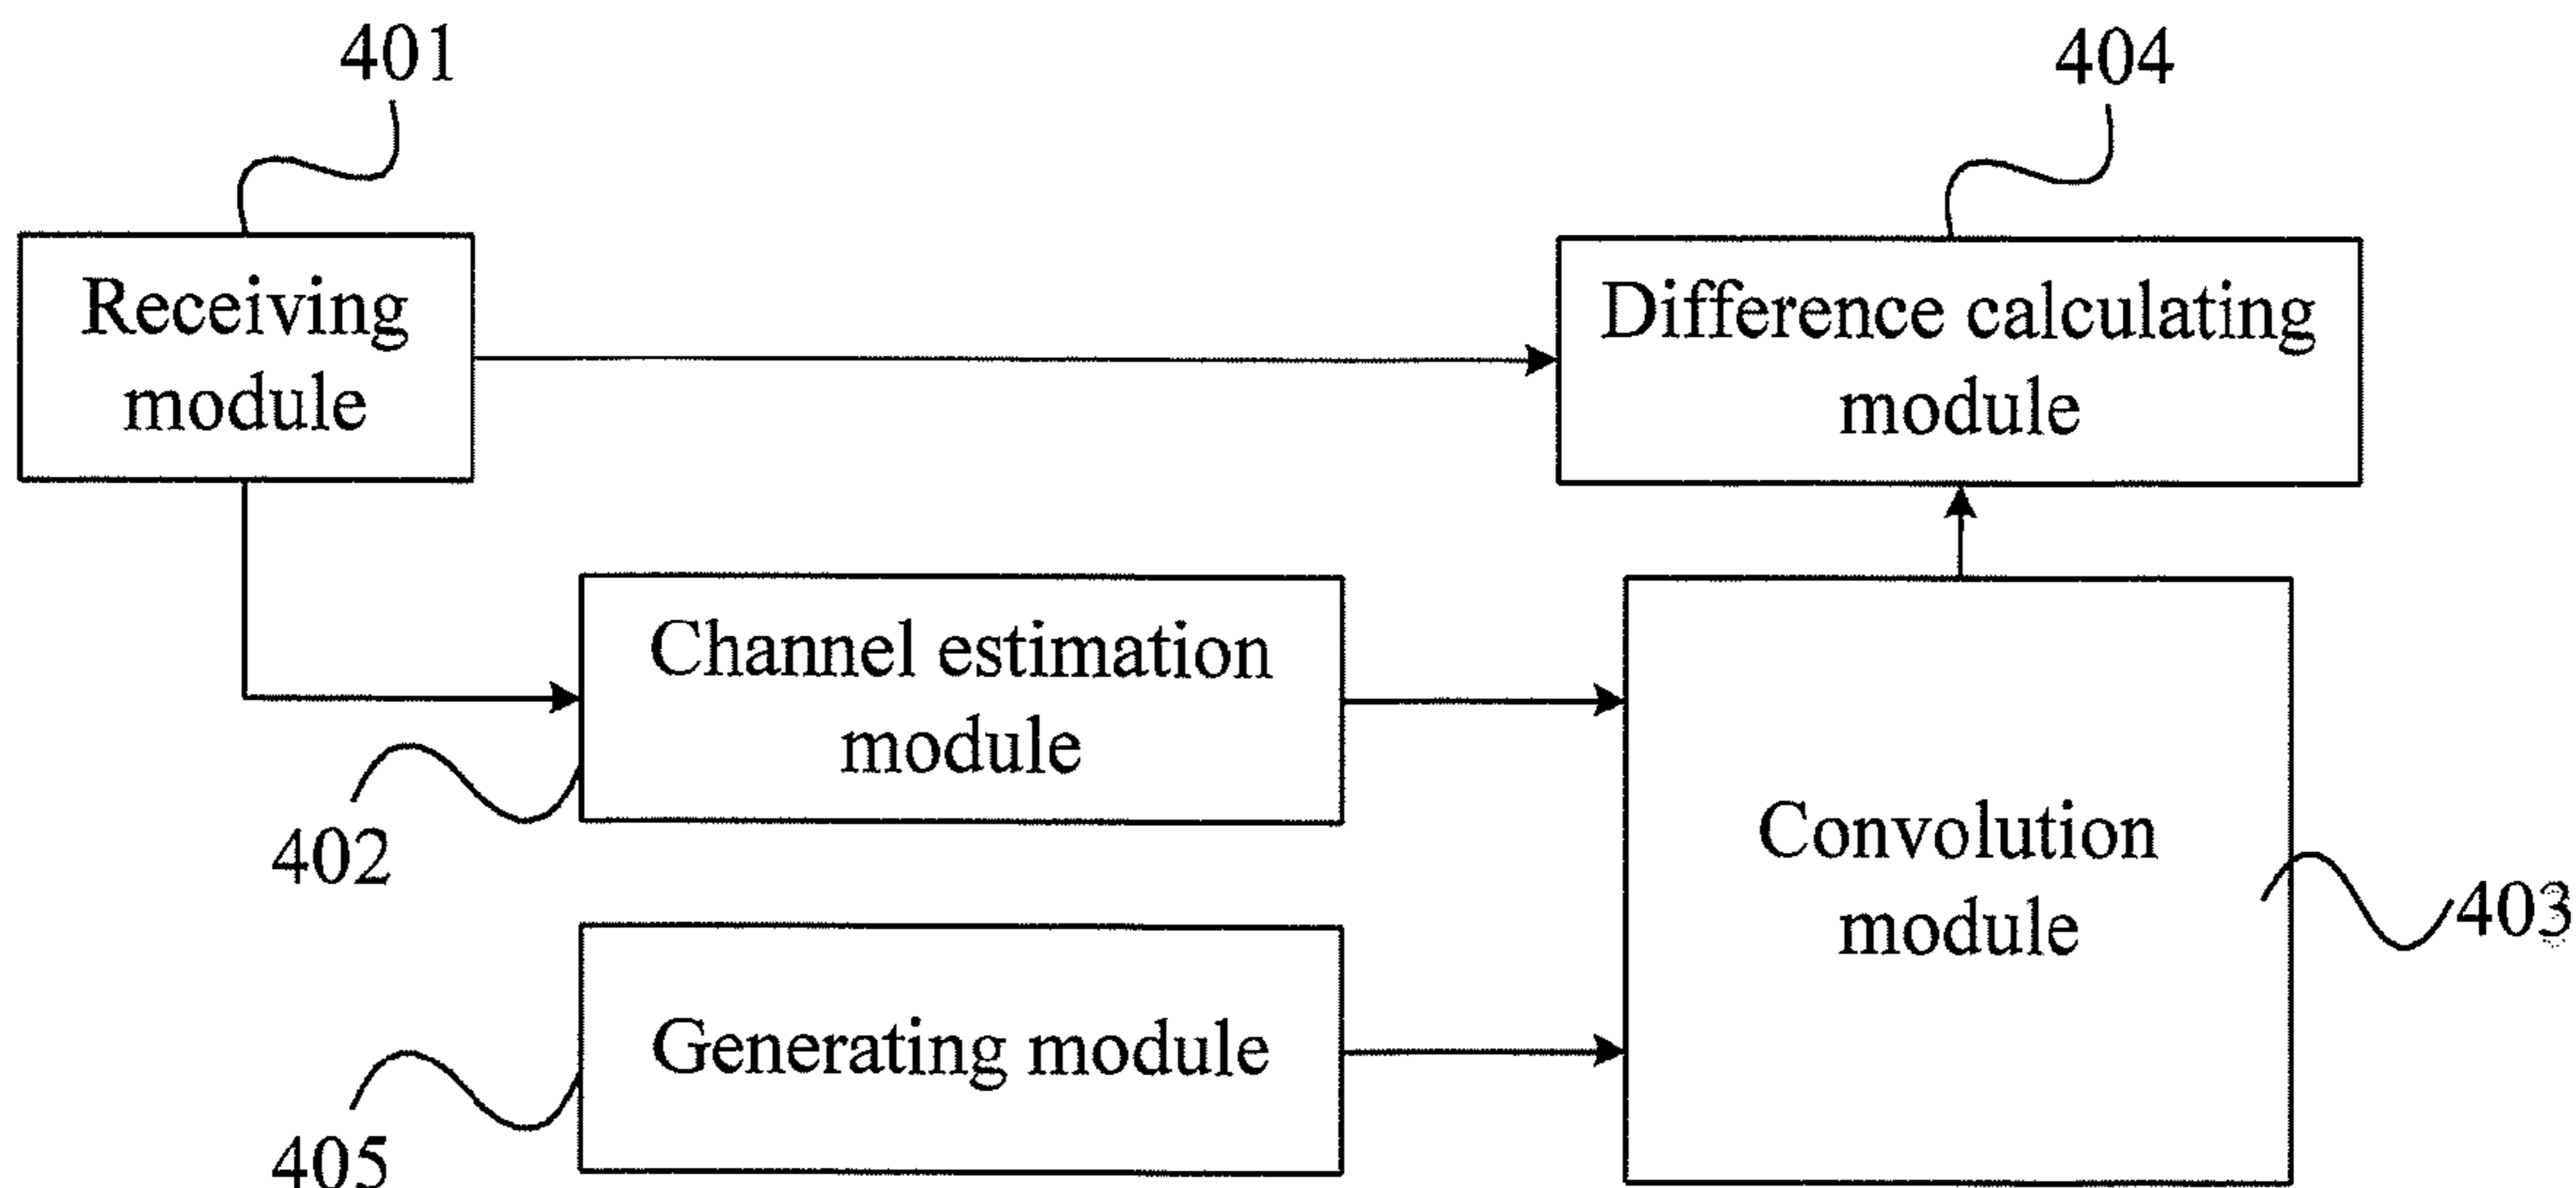 401
404
Receiving
module
Difference calculating
module
Channel estimation
module
402
Convolution
module
403
Generating module
405